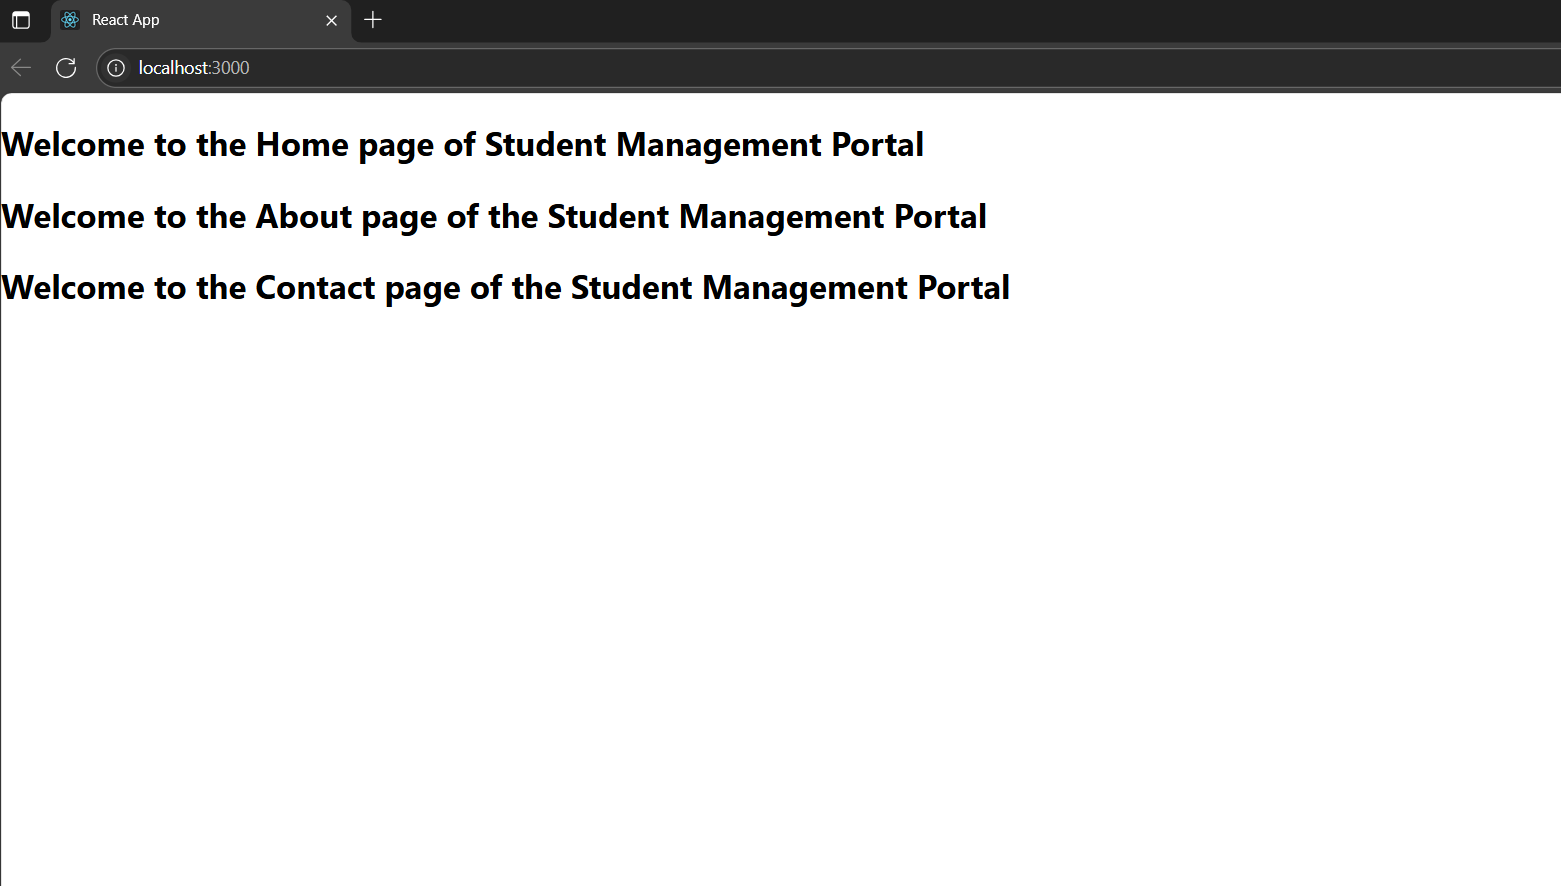 React App
localhost:3000
Welcome to the Home page of Student Management Portal
Welcome to the About page of the Student Management Portal
Welcome to the Contact page of the Student Management Portal